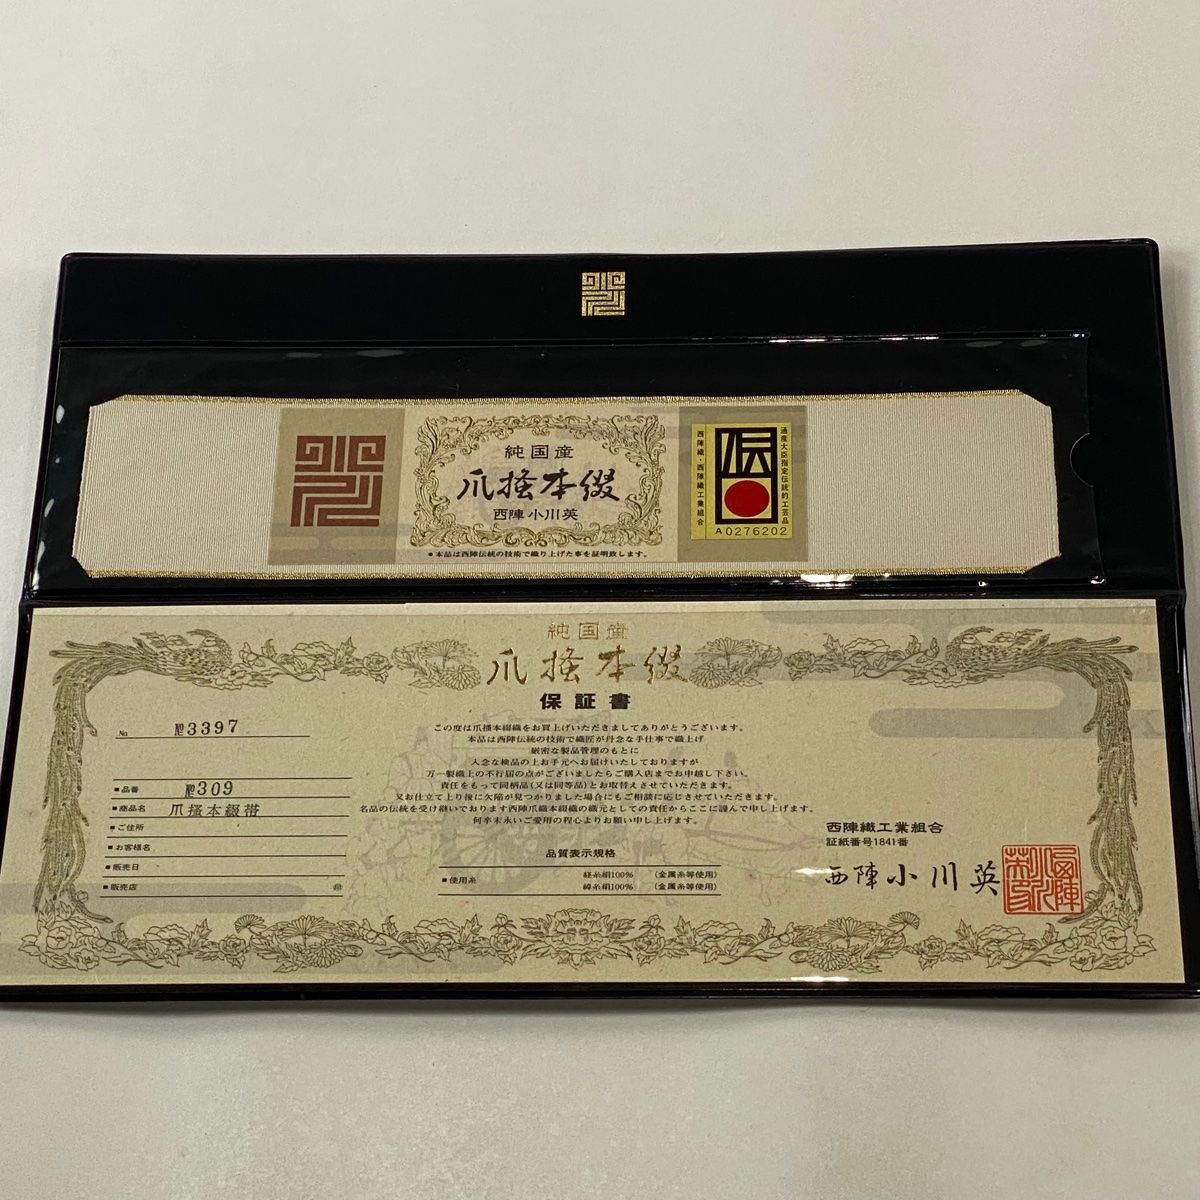 純国産
爪掻本綴
西陣小川英
●本品は西陣伝統の技術で織り上げた事を証明致します。
西陣織・西陣織工業組合
伝
通産大臣指定伝統的工芸品
A0276202
純国産
爪掻本綴
保証書
No. №3397
■品番 №309
■商品名 爪掻本綴帯
■ご住所
■お客様名
■販売日
■販売店 ㊞
この度は爪掻本綴織をお買上げいただきましてありがとうございます。
本品は西陣伝統の技術で織匠が丹念な手仕事で織上げ
厳密な製品管理のもとに
入念な検品の上お手元へお届けいたしておりますが
万一製織上の不行届の点がございましたらご購入店までお申越し下さい。
責任をもって同柄品(又は同等品)とお取替えさせていただきます。
又お仕立て上り後に欠陥が見つかりました場合にもご相談に応じさせていただきます。
名品の伝統を受け継いでおります西陣爪織本綴織の織元としての責任からここに謹んで申し上げます。
何卒末永いご愛用の程心よりお願い申し上げます。
品質表示規格
■使用糸 経糸絹100% (金属糸等使用)
緯糸絹100% (金属糸等使用)
西陣織工業組合
証紙番号1841番
西陣小川英